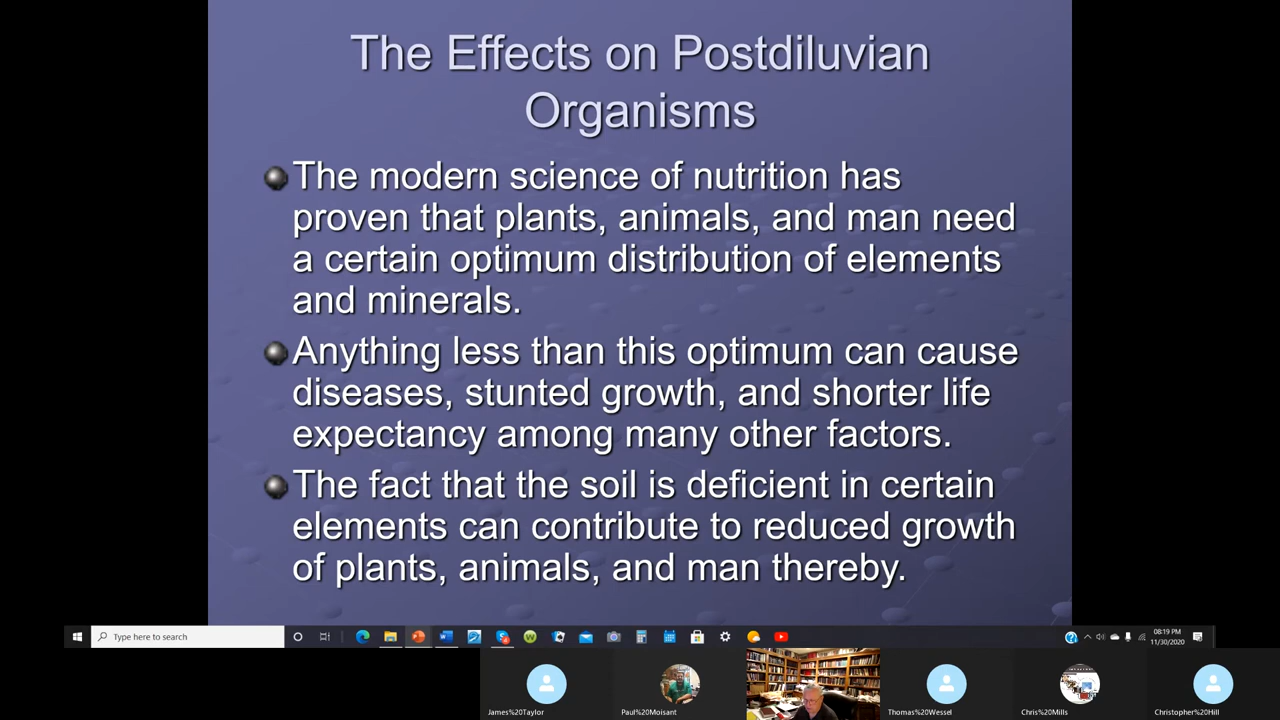 The Effects on Postdiluvian
Organisms
The modern science of nutrition has
proven that plants, animals, and man need
a certain optimum distribution of elements
and minerals.
Anything less than this optimum can cause
diseases, stunted growth, and shorter life
expectancy among many other factors.
The fact that the soil is deficient in certain
elements can contribute to reduced growth
of plants, animals, and man thereby.
Type here to search
08:19 PM
11/30/2020
James%20Taylor
Paul%20Moisant
Thomas%20Wessel
Chris%20Mills
Christopher%20Hill